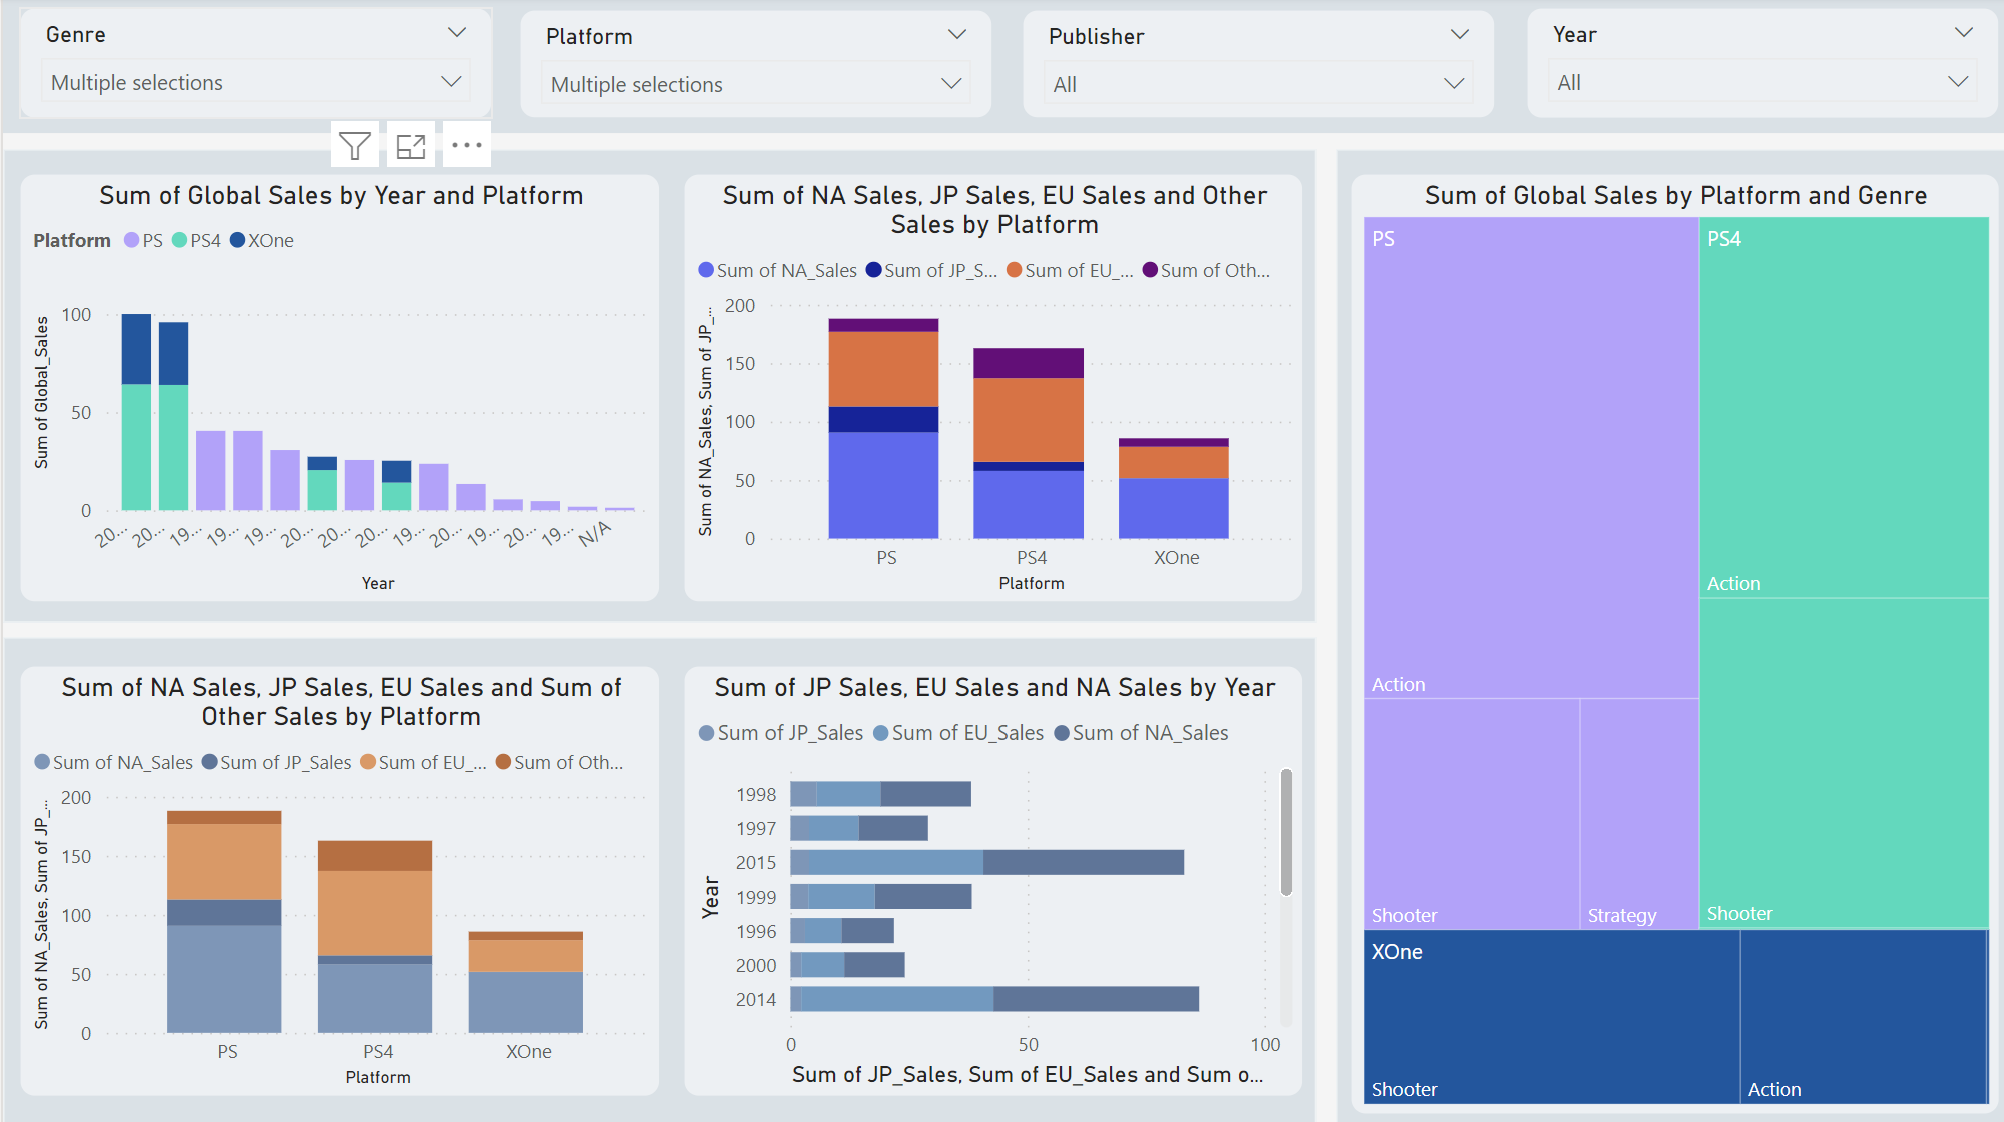 Genre
Multiple selections
Platform
Multiple selections
Publisher
All
Year
All
Sum of Global Sales by Year and Platform
Platform PS PS4 XOne
Sum of Global_Sales
100
50
0
20...
20...
19...
19...
19...
20...
20...
20...
19...
20...
19...
20...
19...
N/A
Year
Sum of NA Sales, JP Sales, EU Sales and Other
Sales by Platform
Sum of NA_Sales Sum of JP_S... Sum of EU_... Sum of Oth...
Sum of NA_Sales, Sum of JP_...
200
150
100
50
0
PS PS4 XOne
Platform
Sum of NA Sales, JP Sales, EU Sales and Sum of
Other Sales by Platform
Sum of NA_Sales Sum of JP_Sales Sum of EU_... Sum of Oth...
Sum of NA_Sales, Sum of JP_...
200
150
100
50
0
PS PS4 XOne
Platform
Sum of JP Sales, EU Sales and NA Sales by Year
Sum of JP_Sales Sum of EU_Sales Sum of NA_Sales
Year
1998
1997
2015
1999
1996
2000
2014
0 50 100
Sum of JP_Sales, Sum of EU_Sales and Sum o...
Sum of Global Sales by Platform and Genre
PS
Action
Shooter
Strategy
PS4
Action
Shooter
XOne
Shooter
Action